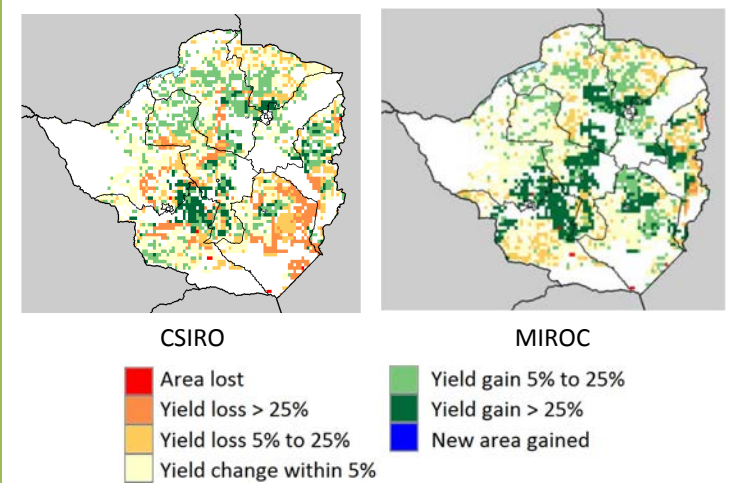 CSIRO
MIROC
Area lost
Yield loss > 25%
Yield loss 5% to 25%
Yield change within 5%
Yield gain 5% to 25%
Yield gain > 25%
New area gained